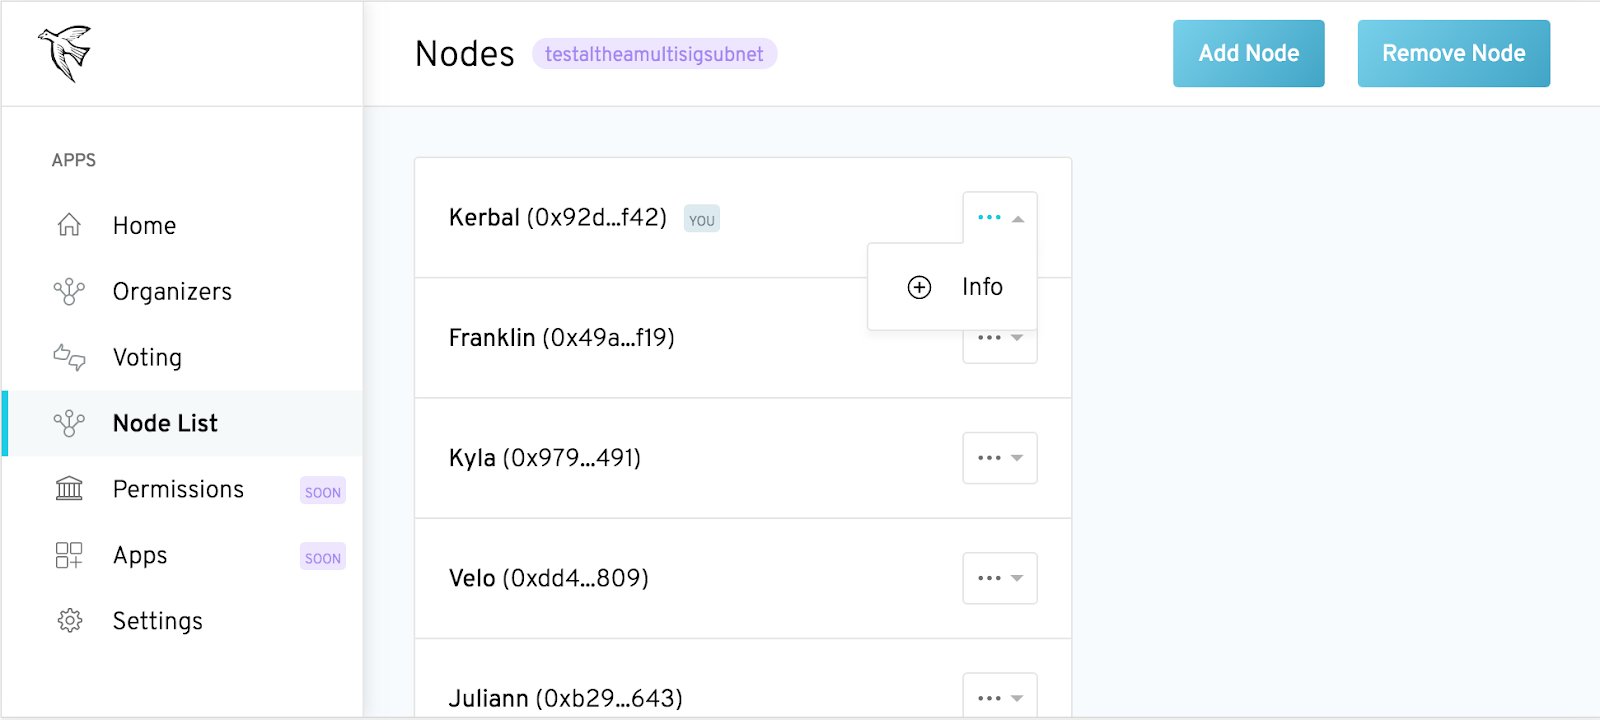 Nodes testaltheamultisigsubnet
Add Node
Remove Node
APPS
Home
Organizers
Voting
Node List
Permissions SOON
Apps SOON
Settings
Kerbal (0x92d...f42) YOU
Info
Franklin (0x49a...f19)
Kyla (0x979...491)
Velo (0xdd4...809)
Juliann (0xb29...643)